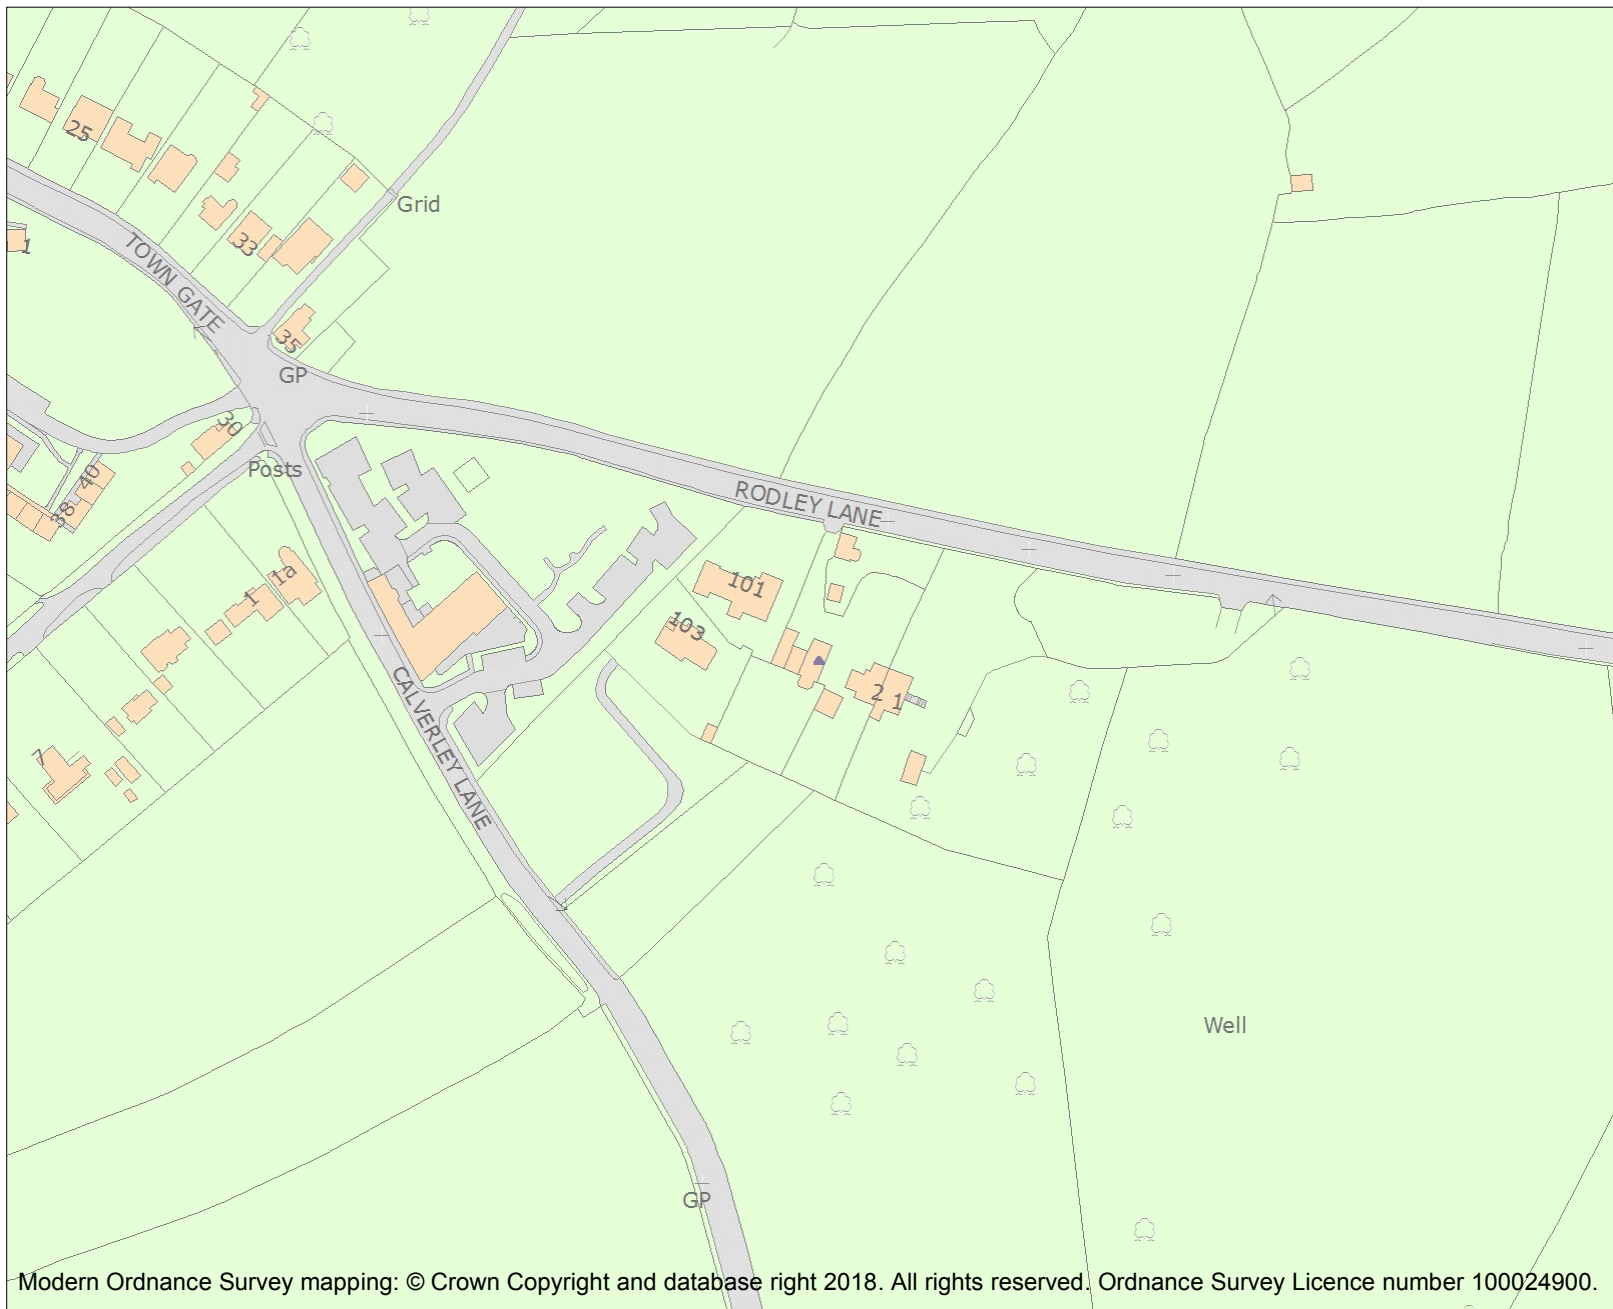 25
Grid
1
33
TOWN GATE
35
GP
30
Posts
40
38
RODLEY LANE
1a
1
101
103
2 1
7
CALVERLEY LANE
Well
GP
Modern Ordnance Survey mapping: © Crown Copyright and database right 2018. All rights reserved. Ordnance Survey Licence number 100024900.